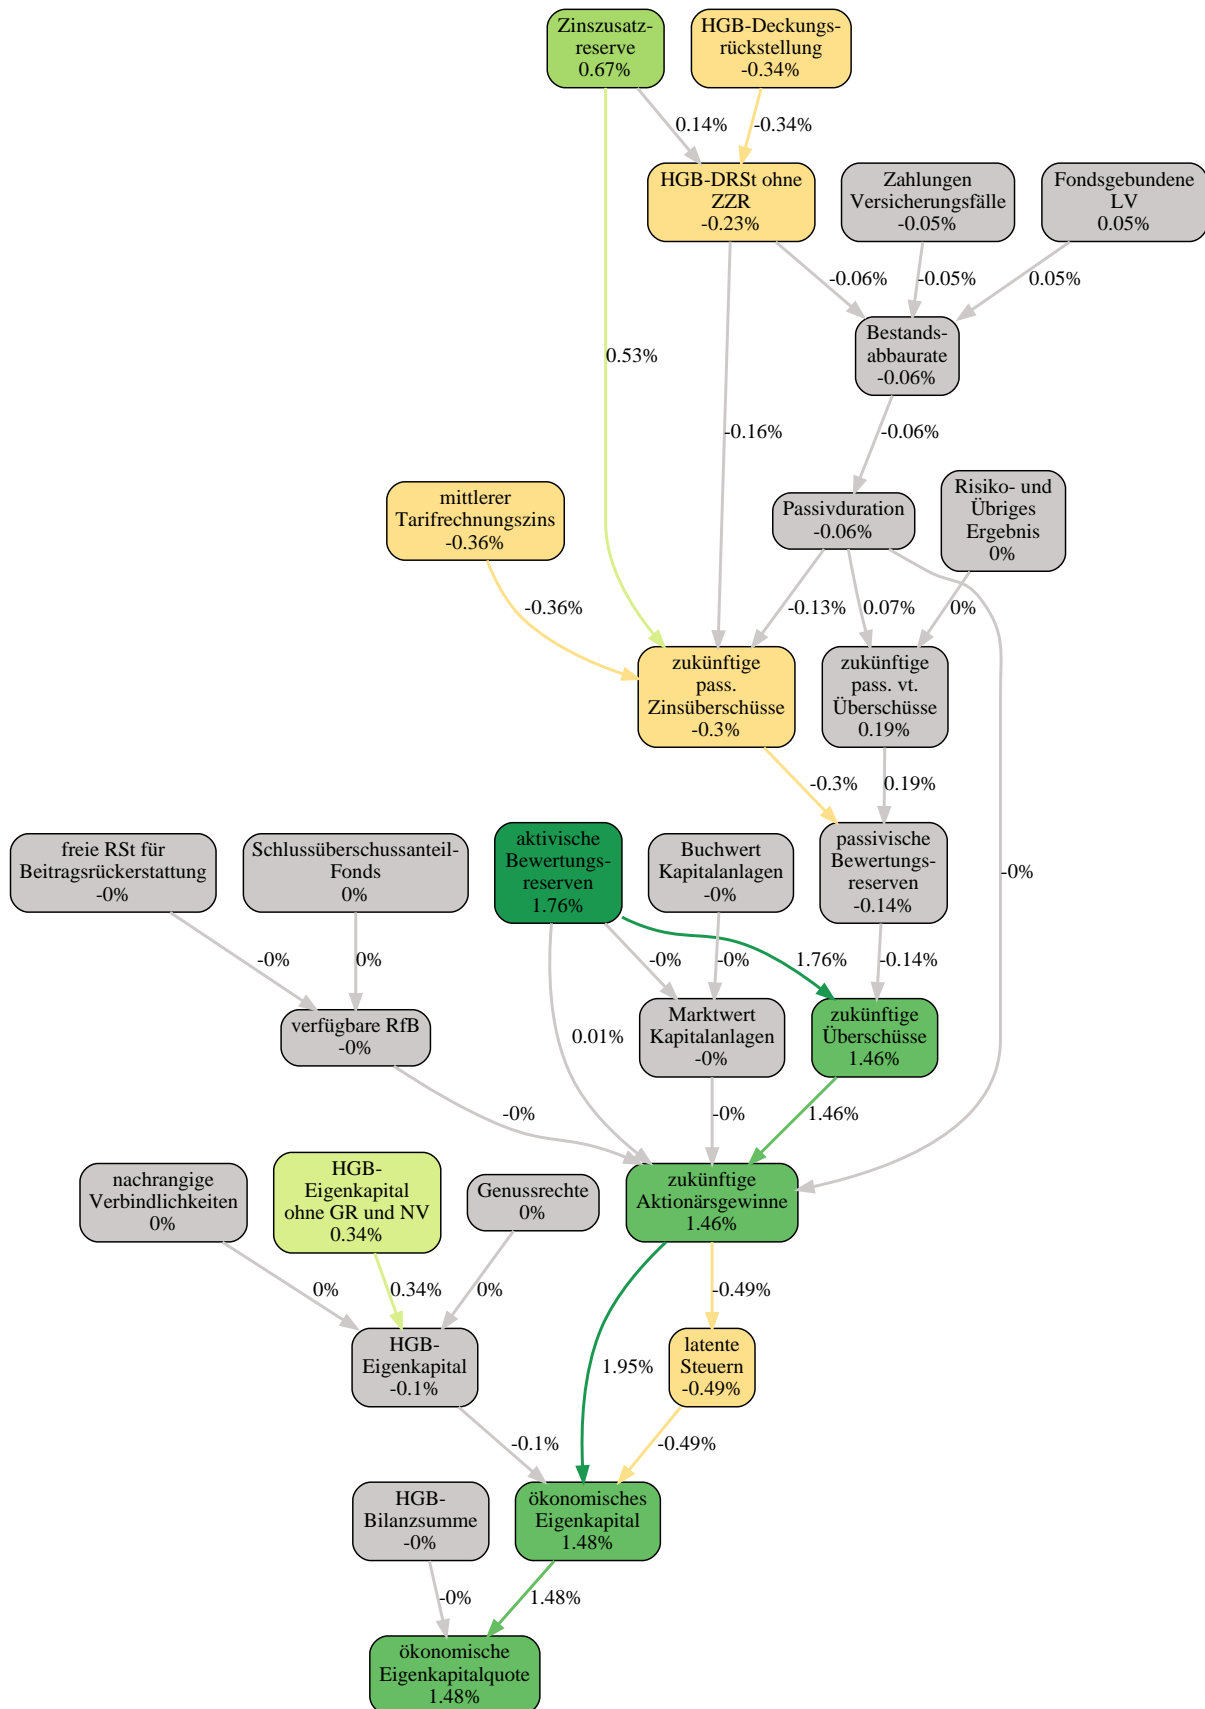 Zinszusatz-
reserve
0.67%
HGB-Deckungs-
rückstellung
-0.34%
0.14%
-0.34%
HGB-DRSt ohne
ZZR
-0.23%
Zahlungen
Versicherungsfälle
-0.05%
Fondsgebundene
LV
0.05%
-0.06%
-0.05%
0.05%
Bestands-
abbaurate
-0.06%
0.53%
-0.16%
-0.06%
mittlerer
Tarifrechnungszins
-0.36%
Passivduration
-0.06%
Risiko- und
Übriges
Ergebnis
0%
-0.36%
-0.13%
0.07%
0%
zukünftige
pass.
Zinsüberschüsse
-0.3%
zukünftige
pass. vt.
Überschüsse
0.19%
-0.3%
0.19%
freie RSt für
Beitragsrückerstattung
-0%
Schlussüberschussanteil-
Fonds
0%
aktivische
Bewertungs-
reserven
1.76%
Buchwert
Kapitalanlagen
-0%
passivische
Bewertungs-
reserven
-0.14%
-0%
-0%
0%
-0%
-0%
1.76%
-0.14%
verfügbare RfB
-0%
0.01%
Marktwert
Kapitalanlagen
-0%
zukünftige
Überschüsse
1.46%
-0%
-0%
1.46%
nachrangige
Verbindlichkeiten
0%
HGB-
Eigenkapital
ohne GR und NV
0.34%
Genussrechte
0%
zukünftige
Aktionärsgewinne
1.46%
0%
0.34%
0%
-0.49%
HGB-
Eigenkapital
-0.1%
1.95%
latente
Steuern
-0.49%
-0.1%
-0.49%
HGB-
Bilanzsumme
-0%
ökonomisches
Eigenkapital
1.48%
-0%
1.48%
ökonomische
Eigenkapitalquote
1.48%